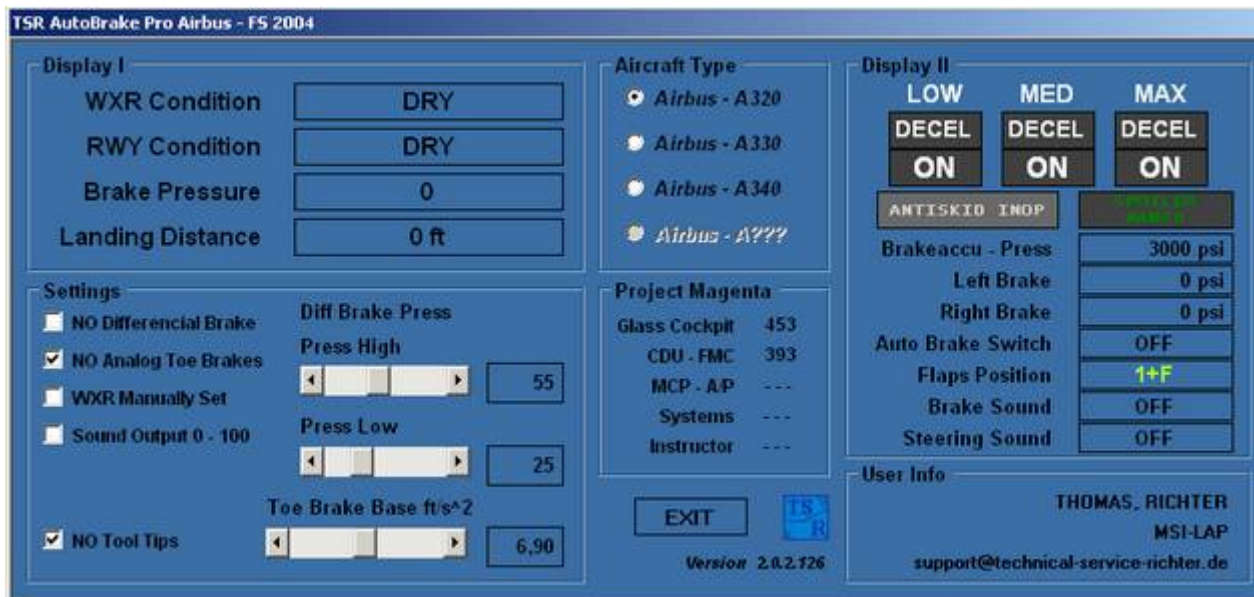 TSR AutoBrake Pro Airbus - FS 2004
Display I
WXR Condition DRY
RWY Condition DRY
Brake Pressure 0
Landing Distance 0 ft
Settings
NO Differencial Brake
NO Analog Toe Brakes
WXR Manually Set
Sound Output 0 - 100
NO Tool Tips
Diff Brake Press
Press High
55
Press Low
25
Toe Brake Base ft/s^2
6,90
Aircraft Type
Airbus - A320
Airbus - A330
Airbus - A340
Airbus - A???
Project Magenta
Glass Cockpit 453
CDU - FMC 393
MCP - A/P ---
Systems ---
Instructor ---
EXIT
TS
R
Version 2.0.2.126
Display II
LOW MED MAX
DECEL DECEL DECEL
ON ON ON
ANTISKID INOP
SPOILER
ARMED
Brakeaccu - Press 3000 psi
Left Brake 0 psi
Right Brake 0 psi
Auto Brake Switch OFF
Flaps Position 1+F
Brake Sound OFF
Steering Sound OFF
User Info
THOMAS, RICHTER
MSI-LAP
support@technical-service-richter.de